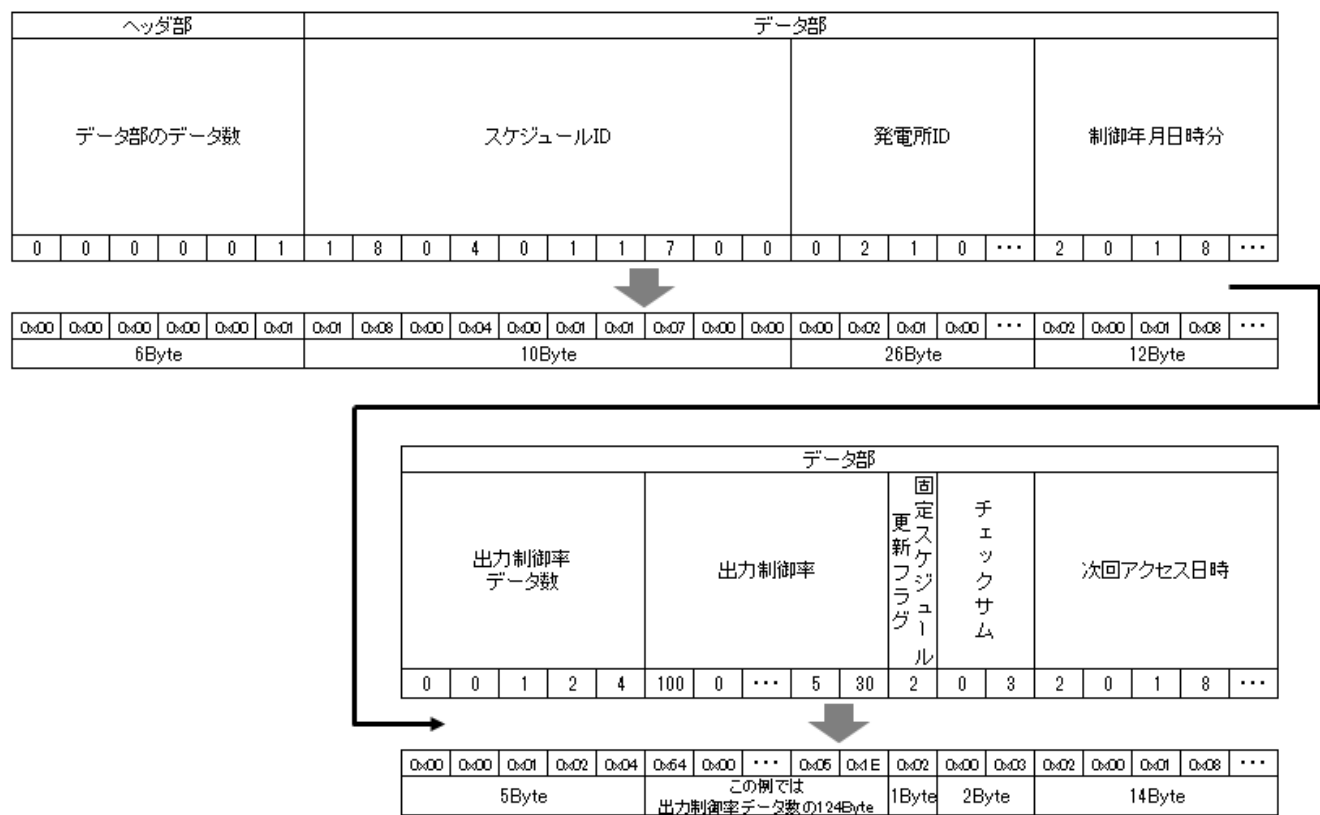 ヘッダ部 データ部
データ部のデータ数 スケジュールID 発電所ID 制御年月日時分
0 0 0 0 0 1 1 8 0 4 0 1 1 7 0 0 0 2 1 0 ・・・ 2 0 1 8 ・・・
0x00 0x00 0x00 0x00 0x00 0x01 0x01 0x08 0x00 0x04 0x00 0x01 0x01 0x07 0x00 0x00 0x00 0x02 0x01 0x00 ・・・ 0x02 0x00 0x01 0x08 ・・・
6Byte 10Byte 26Byte 12Byte
データ部
出力制御率
データ数
出力制御率
固定スケジュール
更新フラグ
チェックサム
次回アクセス日時
0 0 1 2 4 100 0 ・・・ 5 30 2 0 3 2 0 1 8 ・・・
0x00 0x00 0x01 0x02 0x04 0x64 0x00 ・・・ 0x05 0x1E 0x02 0x00 0x03 0x02 0x00 0x01 0x08 ・・・
5Byte
この例では
出力制御率データ数の124Byte
1Byte 2Byte 14Byte